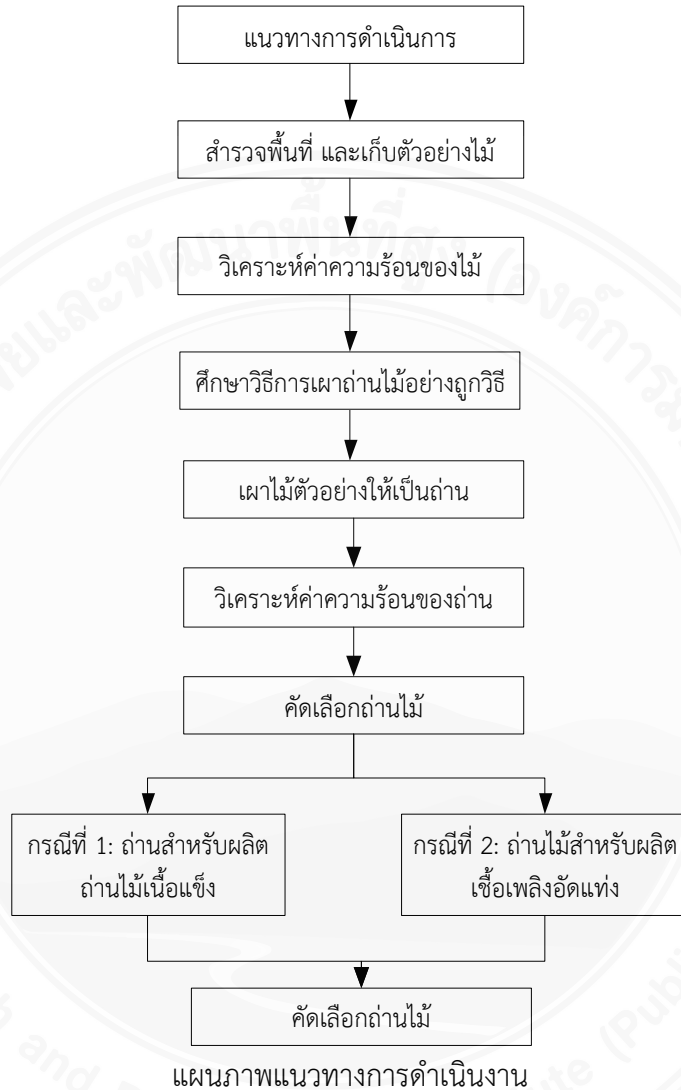 แนวทางการดำเนินการ
สำรวจพื้นที่ และเก็บตัวอย่างไม้
วิเคราะห์ค่าความร้อนของไม้
ศึกษาวิธีการเผาถ่านไม้อย่างถูกวิธี
เผาไม้ตัวอย่างให้เป็นถ่าน
วิเคราะห์ค่าความร้อนของถ่าน
คัดเลือกถ่านไม้
กรณีที่ 1: ถ่านสำหรับผลิต
ถ่านไม้เนื้อแข็ง
กรณีที่ 2: ถ่านไม้สำหรับผลิต
เชื้อเพลิงอัดแท่ง
คัดเลือกถ่านไม้
แผนภาพแนวทางการดำเนินงาน